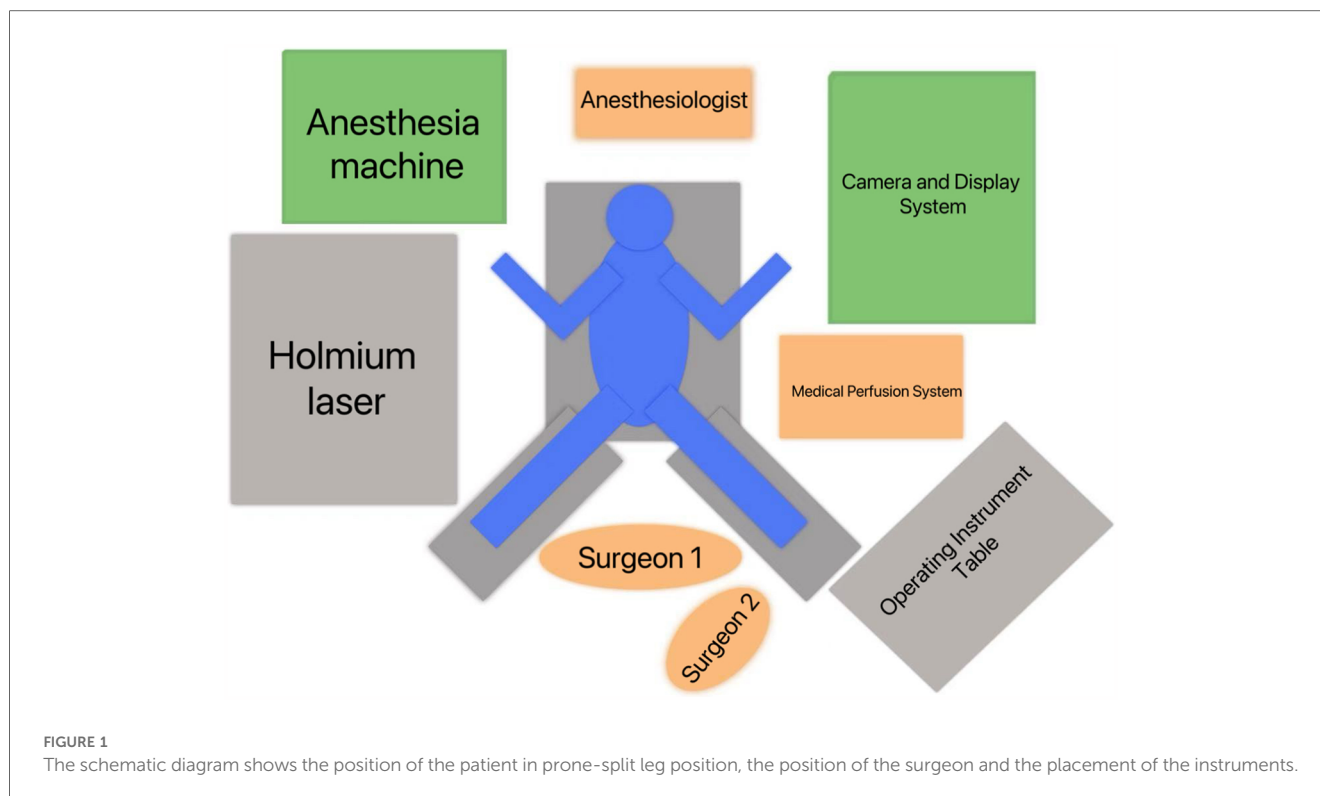 Anesthesia
machine
Anesthesiologist
Camera and Display
System
Holmium
laser
Medical Perfusion System
Operating Instrument
Table
Surgeon 1
Surgeon 2
FIGURE 1
The schematic diagram shows the position of the patient in prone-split leg position, the position of the surgeon and the placement of the instruments.